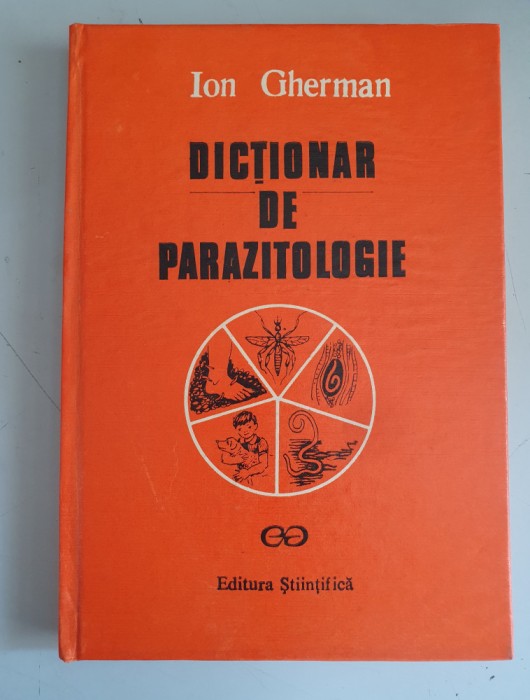 Ion Gherman
DICȚIONAR
DE
PARAZITOLOGIE
Editura Științifică